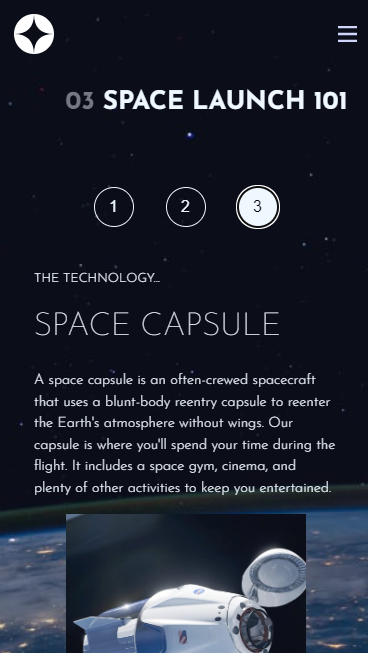 03 SPACE LAUNCH 101
1 2 3
THE TECHNOLOGY...
SPACE CAPSULE
A space capsule is an often-crewed spacecraft
that uses a blunt-body reentry capsule to reenter
the Earth's atmosphere without wings. Our
capsule is where you'll spend your time during the
flight. It includes a space gym, cinema, and
plenty of other activities to keep you entertained.